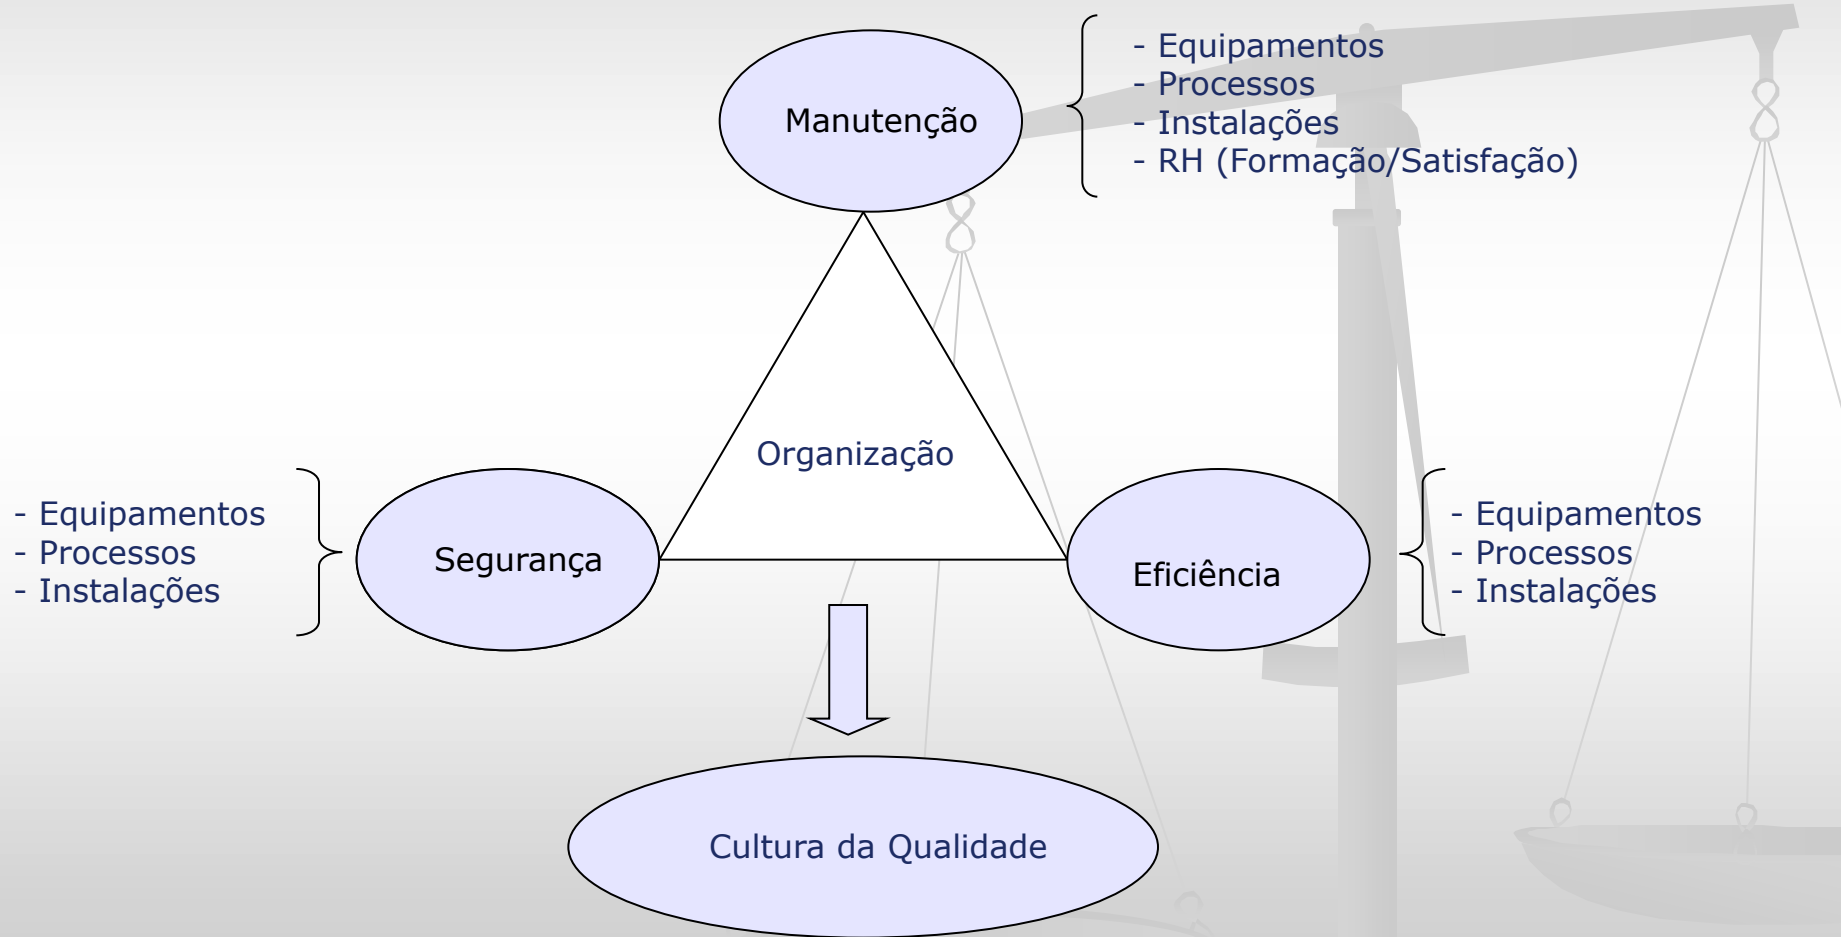 Manutenção
- Equipamentos
- Processos
- Instalações
- RH (Formação/Satisfação)
Organização
- Equipamentos
- Processos
- Instalações
Segurança
Eficiência
- Equipamentos
- Processos
- Instalações
Cultura da Qualidade